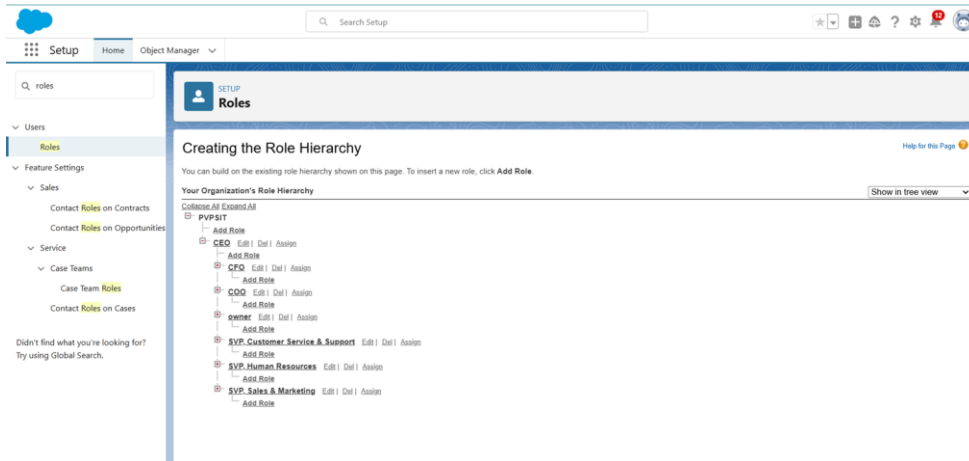 Search Setup
12
Setup Home Object Manager
roles
Users
Roles
Feature Settings
Sales
Contact Roles on Contracts
Contact Roles on Opportunities
Service
Case Teams
Case Team Roles
Contact Roles on Cases
Didn't find what you're looking for?
Try using Global Search.
SETUP
Roles
Creating the Role Hierarchy
Help for this Page
You can build on the existing role hierarchy shown on this page. To insert a new role, click Add Role.
Your Organization's Role Hierarchy
Show in tree view
Collapse All Expand All
PVPSIT
Add Role
CEO Edit | Del | Assign
Add Role
CFO Edit | Del | Assign
Add Role
COO Edit | Del | Assign
Add Role
owner Edit | Del | Assign
Add Role
SVP, Customer Service & Support Edit | Del | Assign
Add Role
SVP, Human Resources Edit | Del | Assign
Add Role
SVP, Sales & Marketing Edit | Del | Assign
Add Role